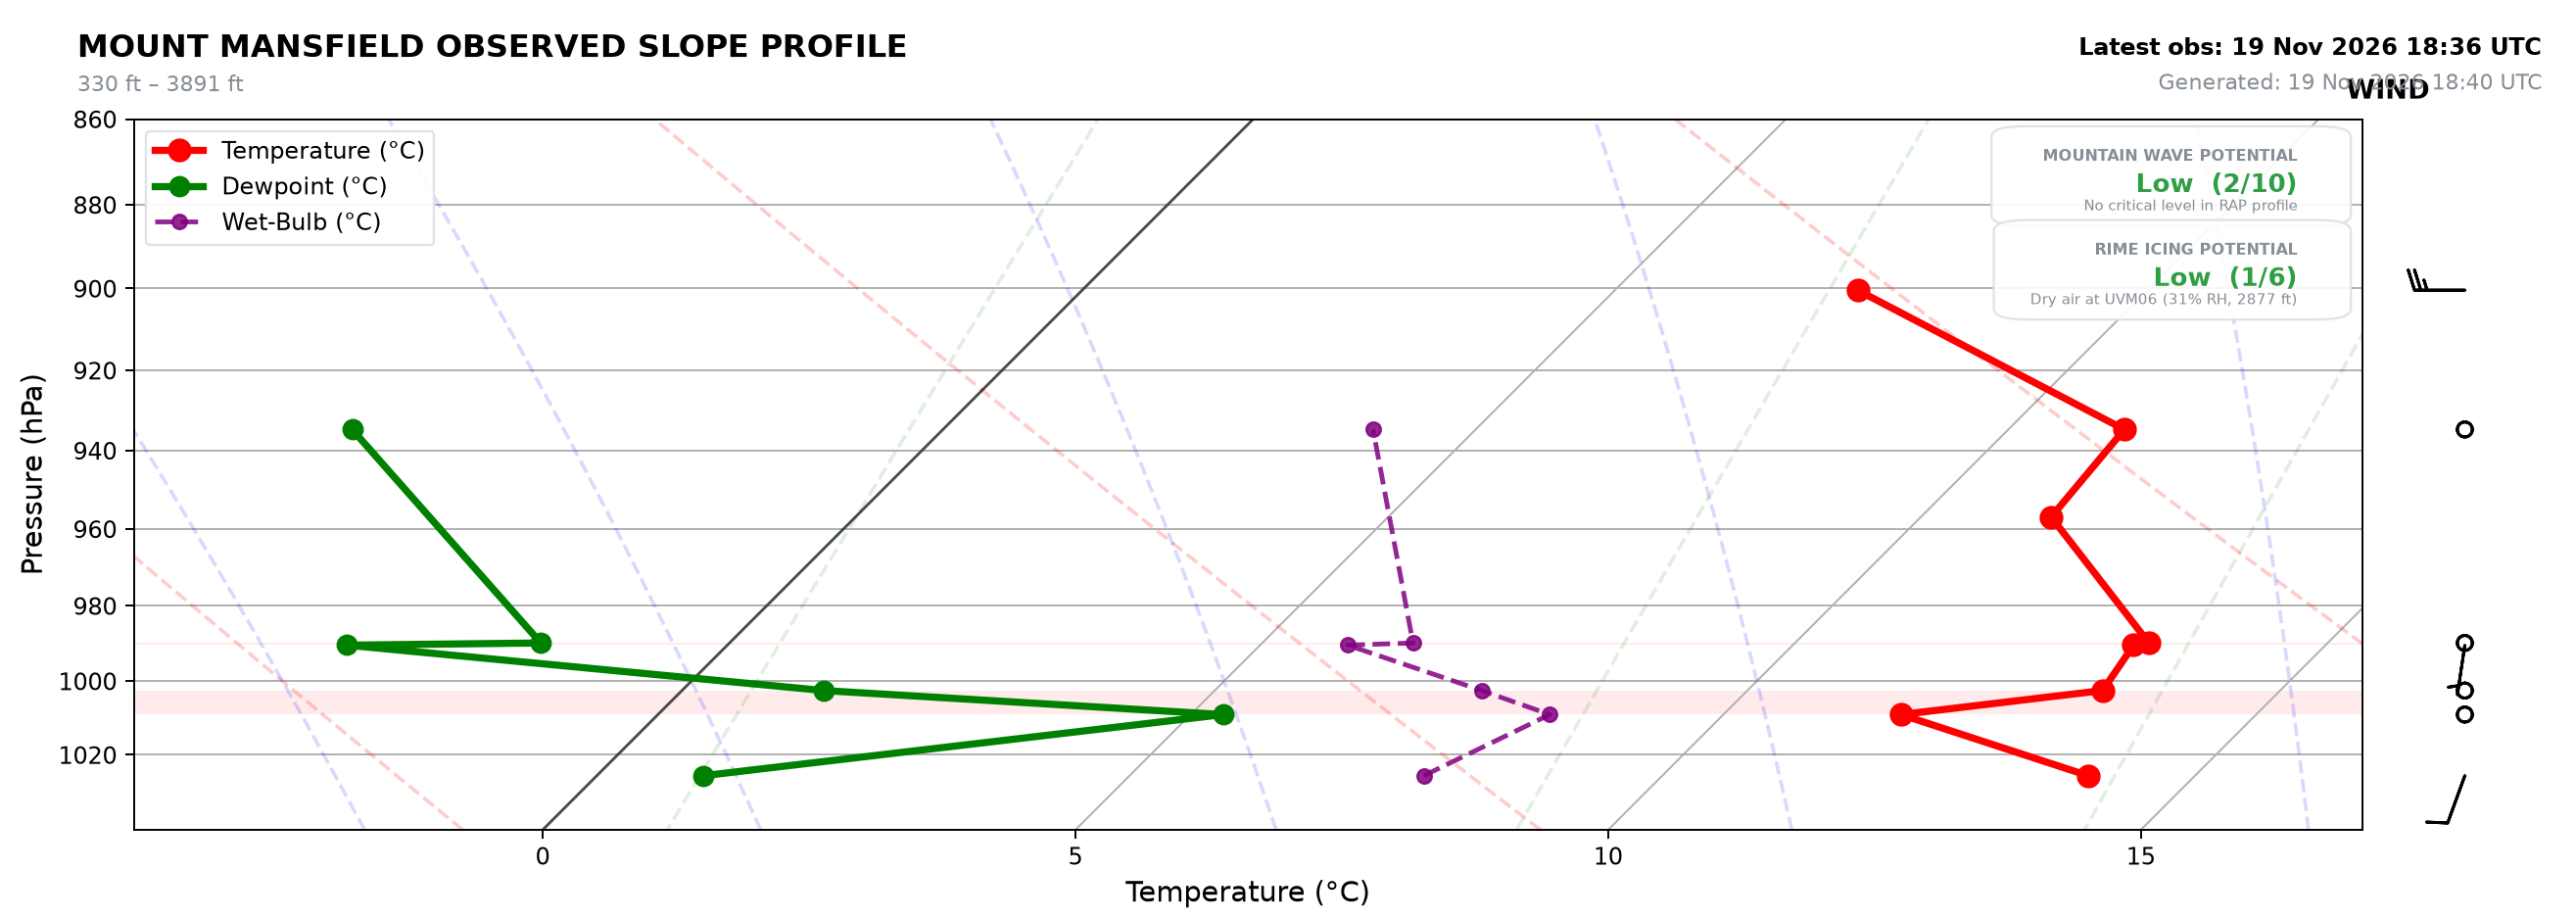 MOUNT MANSFIELD OBSERVED SLOPE PROFILE
330 ft – 3891 ft
Latest obs: 19 Nov 2026 18:36 UTC
Generated: 19 Nov 2026 18:40 UTC
WIND
Temperature (°C)
Dewpoint (°C)
Wet-Bulb (°C)
MOUNTAIN WAVE POTENTIAL
Low (2/10)
No critical level in RAP profile
RIME ICING POTENTIAL
Low (1/6)
Dry air at UVM06 (31% RH, 2877 ft)
Pressure (hPa)
860
880
900
920
940
960
980
1000
1020
0 5 10 15
Temperature (°C)